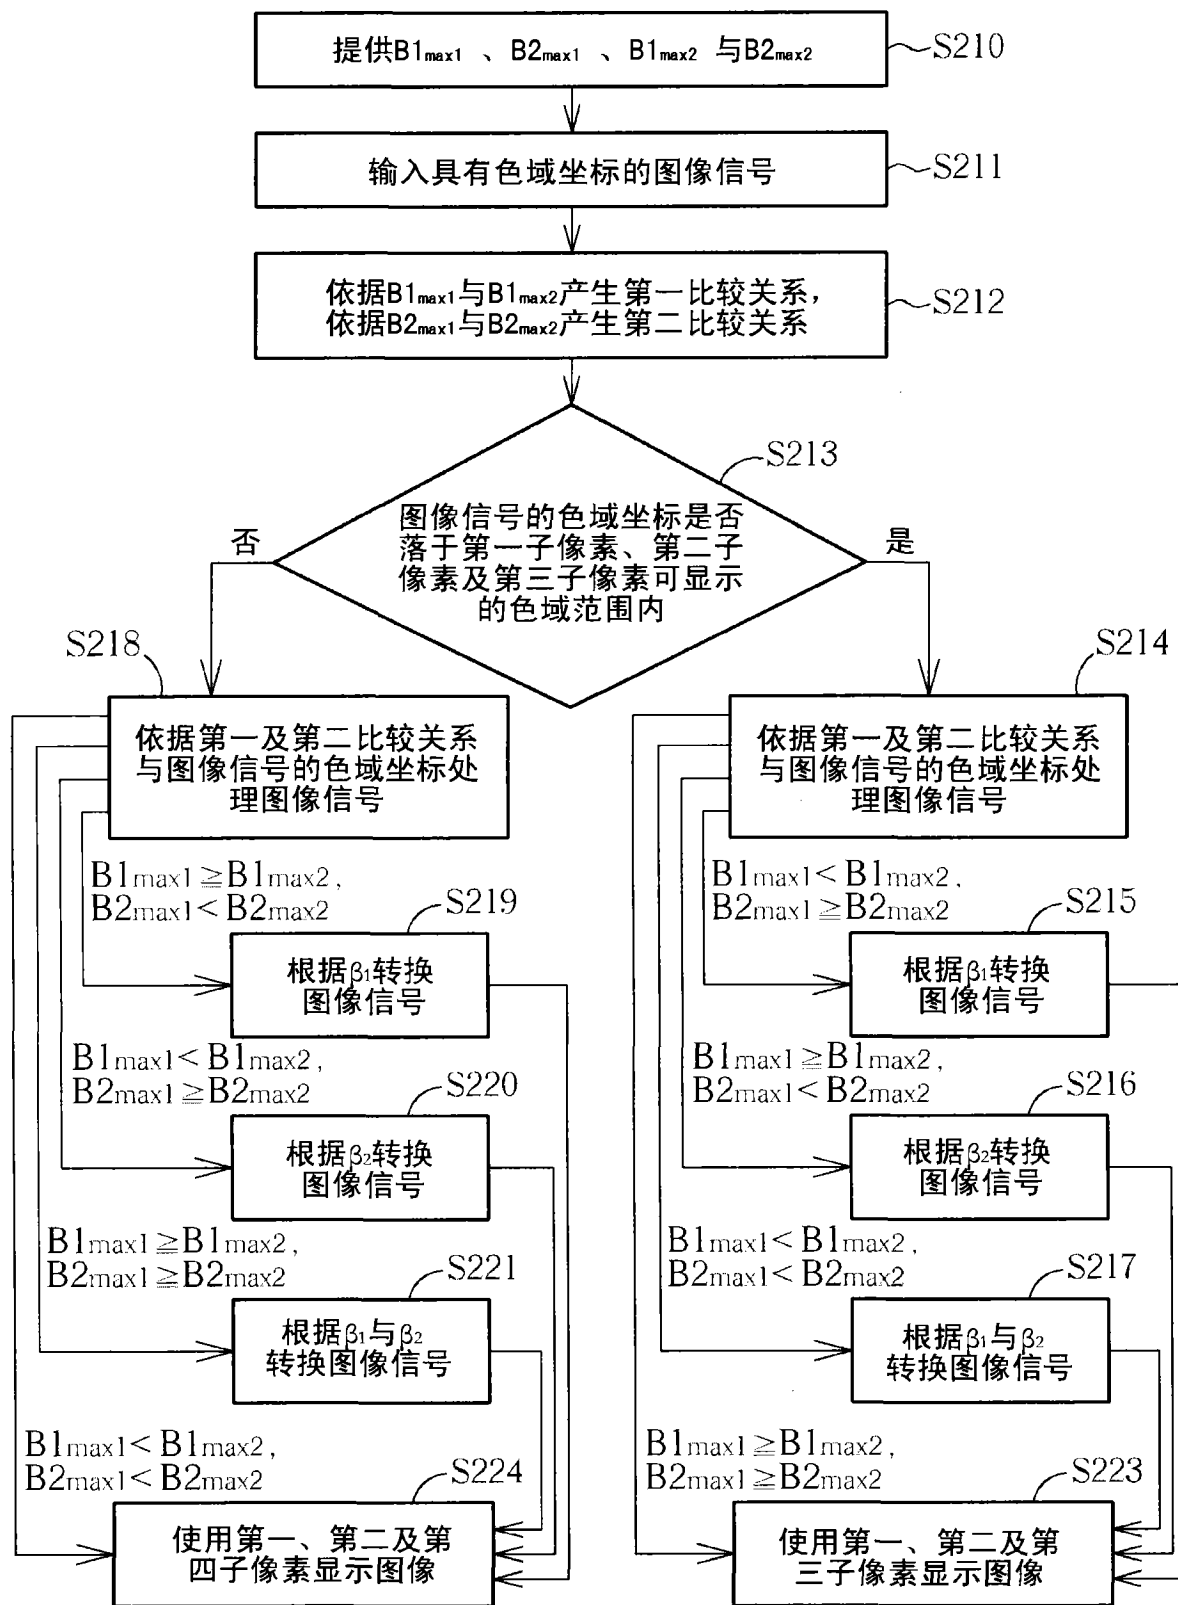 提供B1max1 、B2max1 、B1max2 与B2max2
S210
输入具有色域坐标的图像信号
S211
依据B1max1与B1max2产生第一比较关系，
依据B2max1与B2max2产生第二比较关系
S212
S213
图像信号的色域坐标是否
落于第一子像素、第二子
像素及第三子像素可显示
的色域范围内
否
是
S218
依据第一及第二比较关系
与图像信号的色域坐标处
理图像信号
B1max1≧B1max2,
B2max1<B2max2
S219
根据β1转换
图像信号
B1max1<B1max2,
B2max1≧B2max2
S220
根据β2转换
图像信号
B1max1≧B1max2,
B2max1≧B2max2
S221
根据β1与β2
转换图像信号
B1max1<B1max2,
B2max1<B2max2
S224
使用第一、第二及第
四子像素显示图像
S214
依据第一及第二比较关系
与图像信号的色域坐标处
理图像信号
B1max1<B1max2,
B2max1≧B2max2
S215
根据β1转换
图像信号
B1max1≧B1max2,
B2max1<B2max2
S216
根据β2转换
图像信号
B1max1<B1max2,
B2max1<B2max2
S217
根据β1与β2
转换图像信号
B1max1≧B1max2,
B2max1≧B2max2
S223
使用第一、第二及第
三子像素显示图像